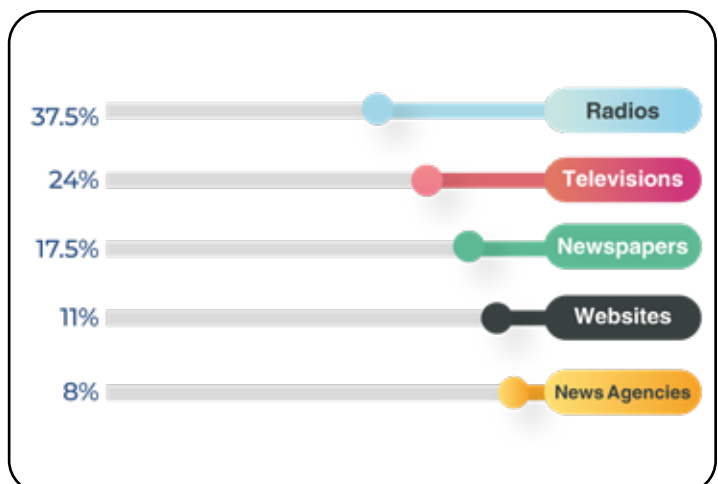 37.5% Radios
24% Televisions
17.5% Newspapers
11% Websites
8% News Agencies